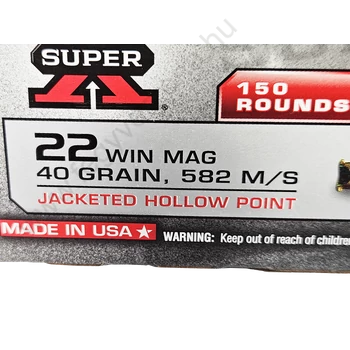 SUPER
X
®
150
ROUNDS
22 WIN MAG
40 GRAIN, 582 M/S
JACKETED HOLLOW POINT
MADE IN USA★
WARNING: Keep out of reach of children